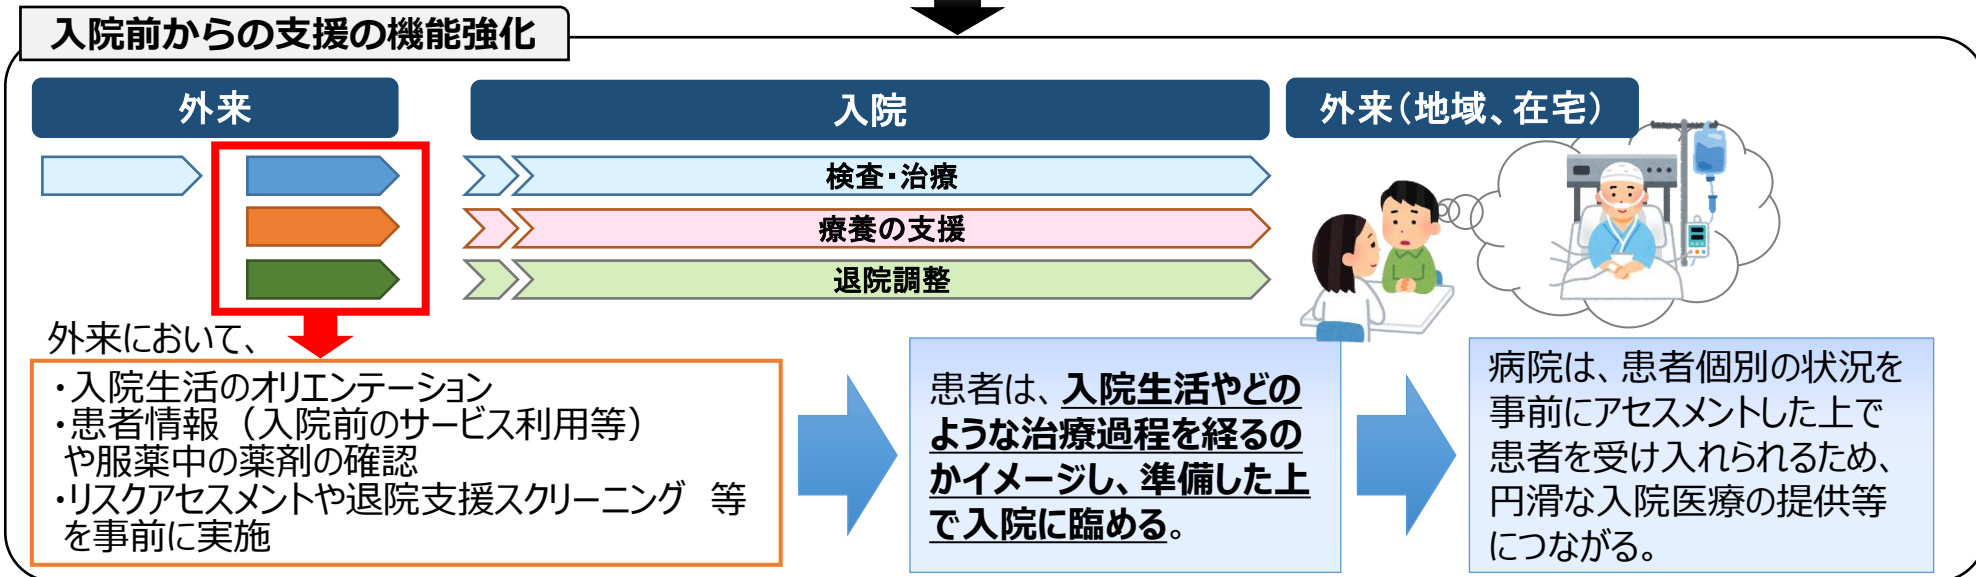 入院前からの支援の機能強化
外来
入院
外来（地域、在宅）
検査・治療
療養の支援
退院調整
外来において、
・入院生活のオリエンテーション
・患者情報（入院前のサービス利用等）
や服薬中の薬剤の確認
・リスクアセスメントや退院支援スクリーニング　等
を事前に実施
患者は、入院生活やどの
ような治療過程を経るの
かイメージし、準備した上
で入院に臨める。
病院は、患者個別の状況を
事前にアセスメントした上で
患者を受け入れられるため、
円滑な入院医療の提供等
につながる。